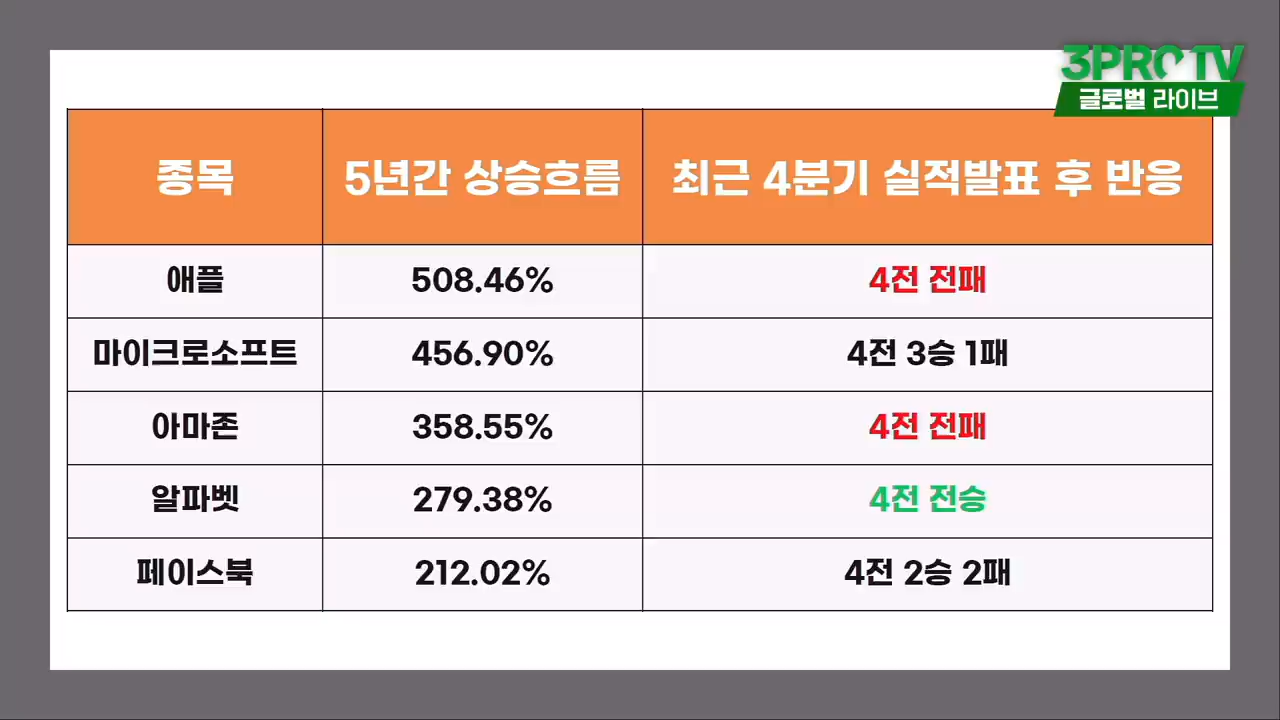 3PRO TV
글로벌 라이브
종목 5년간 상승흐름 최근 4분기 실적발표 후 반응
애플 508.46% 4전 전패
마이크로소프트 456.90% 4전 3승 1패
아마존 358.55% 4전 전패
알파벳 279.38% 4전 전승
페이스북 212.02% 4전 2승 2패